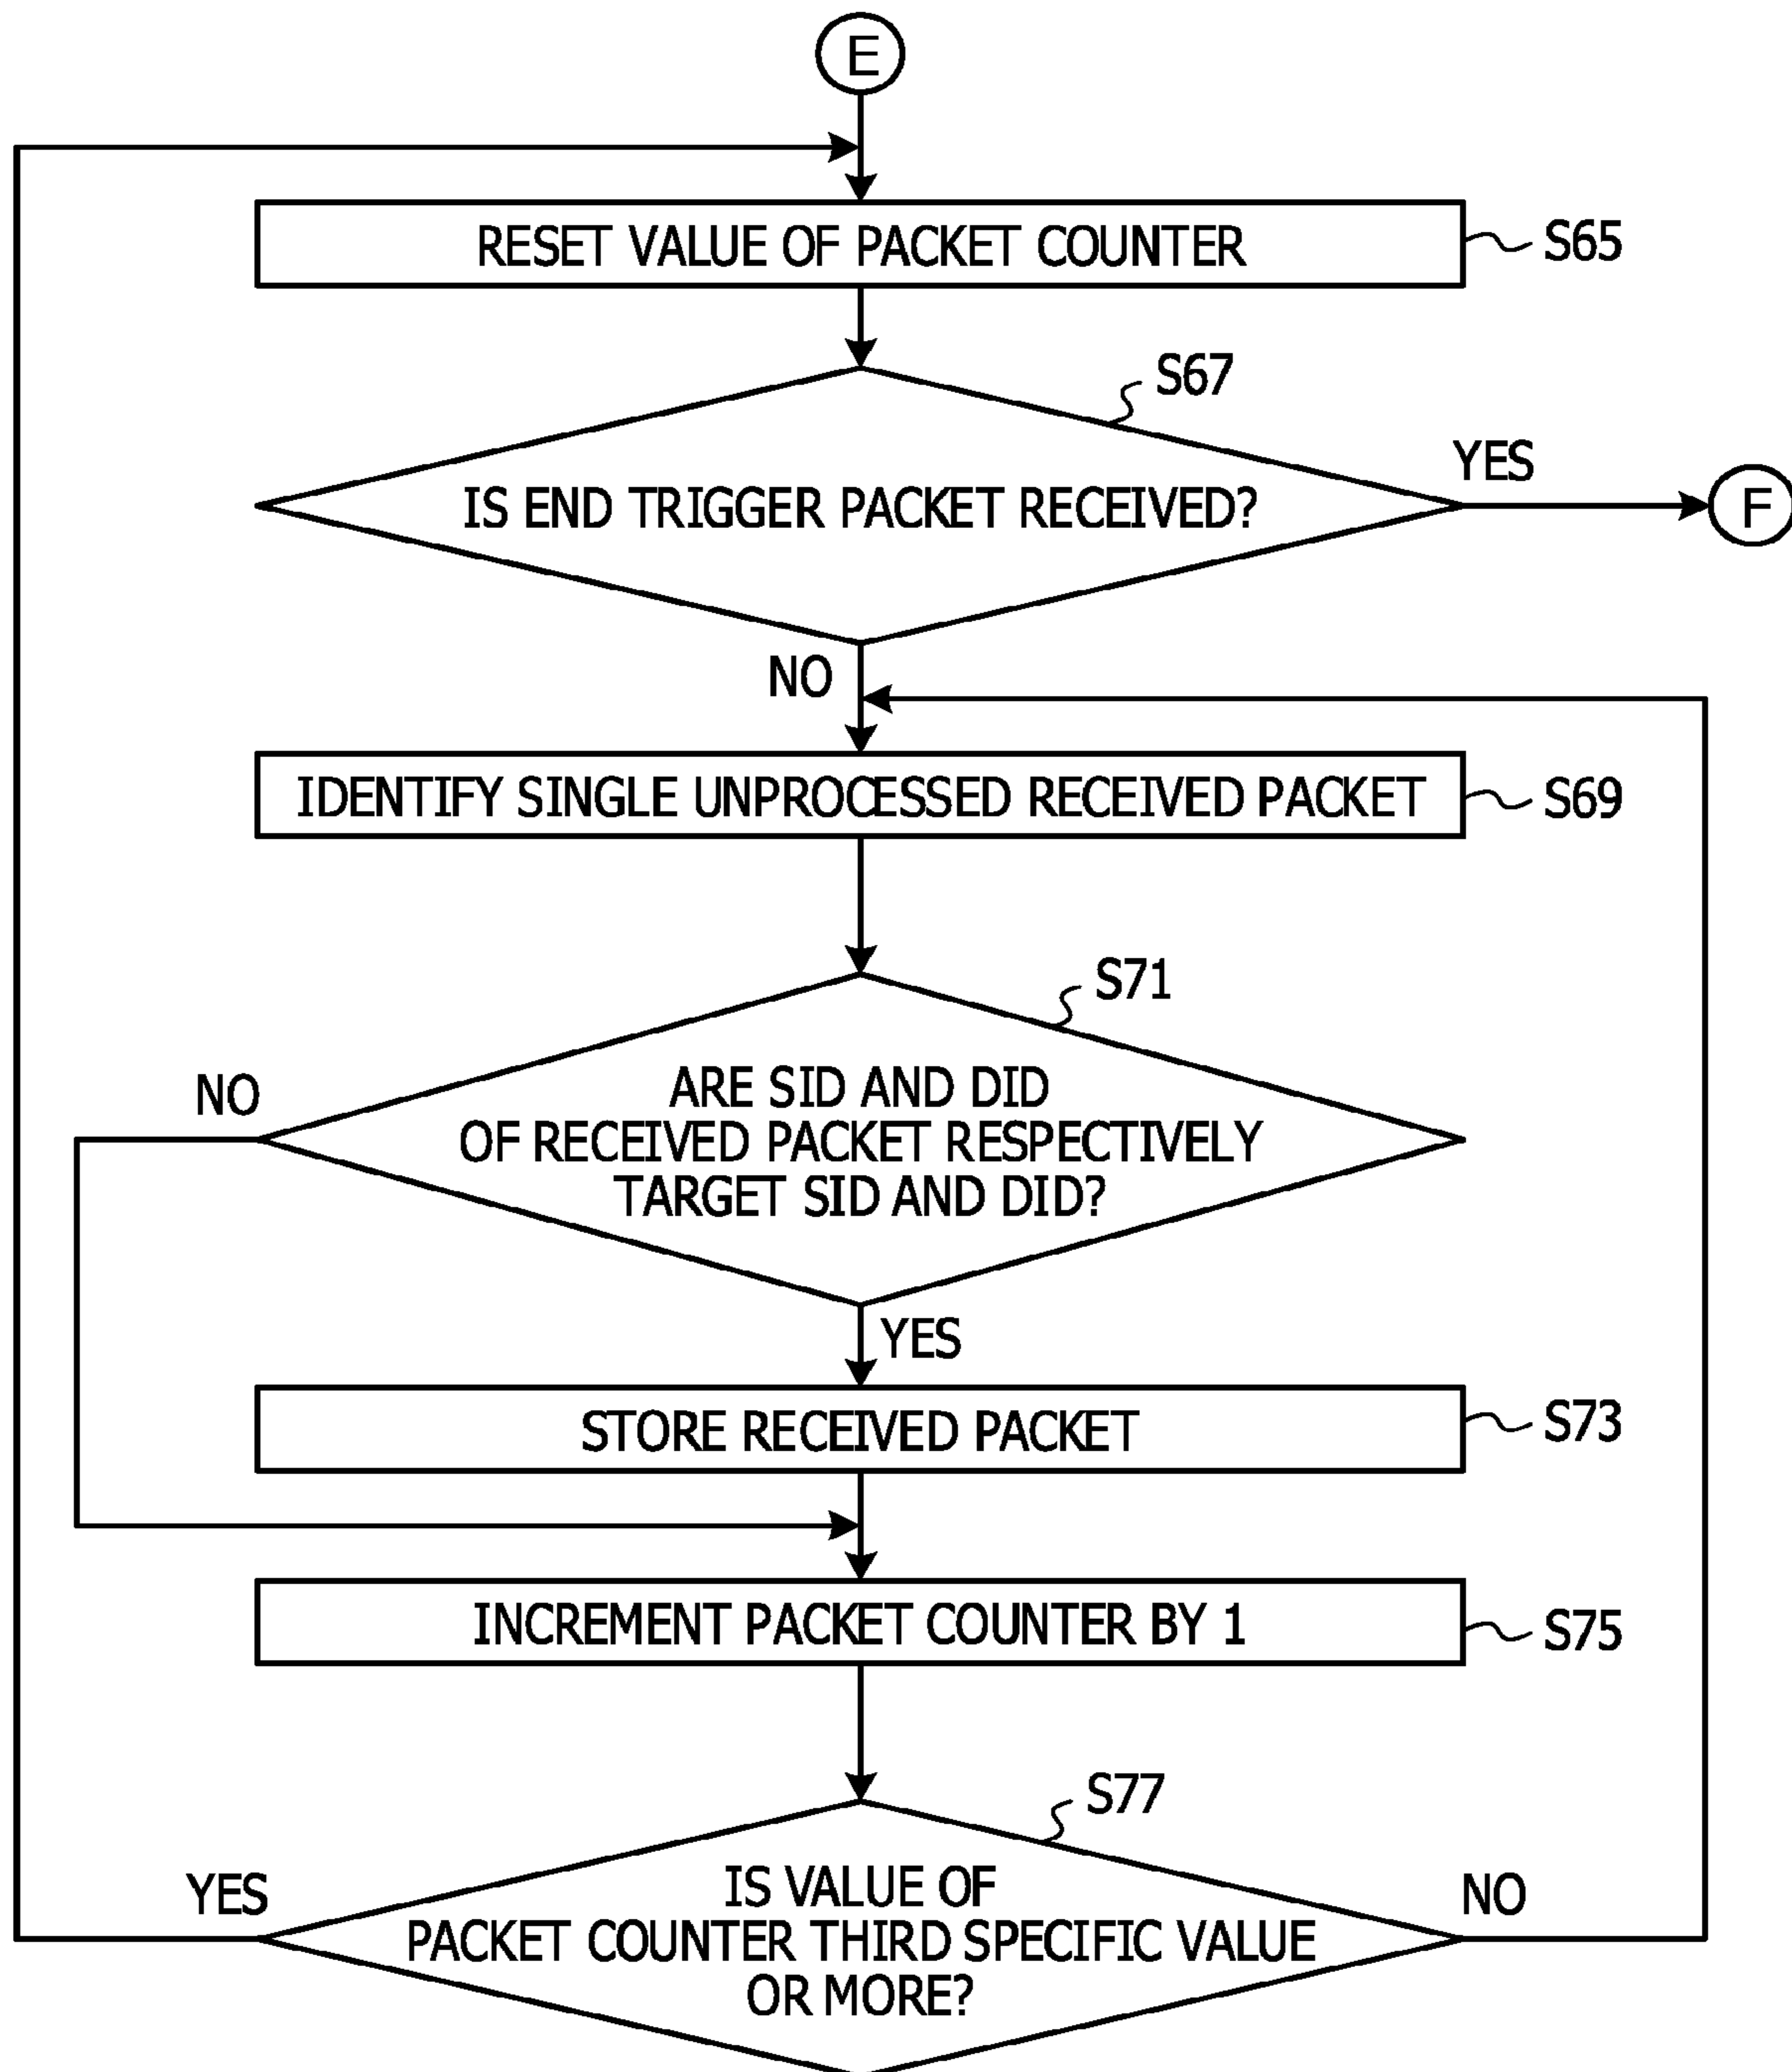 E
RESET VALUE OF PACKET COUNTER
S65
S67
IS END TRIGGER PACKET RECEIVED?
YES
F
NO
IDENTIFY SINGLE UNPROCESSED RECEIVED PACKET
S69
S71
NO
ARE SID AND DID
OF RECEIVED PACKET RESPECTIVELY
TARGET SID AND DID?
YES
STORE RECEIVED PACKET
S73
INCREMENT PACKET COUNTER BY 1
S75
S77
YES
IS VALUE OF
PACKET COUNTER THIRD SPECIFIC VALUE
OR MORE?
NO